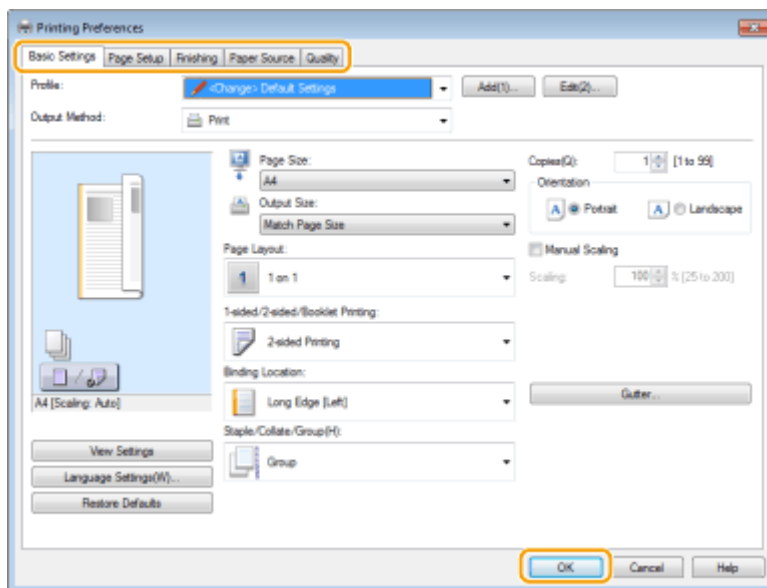 Printing Preferences
Basic Settings Page Setup Finishing Paper Source Quality
Profile: <Change> Default Settings Add(1)... Edit(2)...
Output Method: Print
Page Size: Copies(Q): 1 [1 to 99]
A4 Orientation
Output Size: A Portrait A Landscape
Match Page Size
Page Layout: Manual Scaling
1 1 on 1 Scaling: 100 % [25 to 200]
1-sided/2-sided/Booklet Printing:
2-sided Printing
Binding Location:
A4 [Scaling: Auto] Long Edge [Left] Gutter...
Staple/Collate/Group(H):
View Settings Group
Language Settings(W)...
Restore Defaults
OK Cancel Help